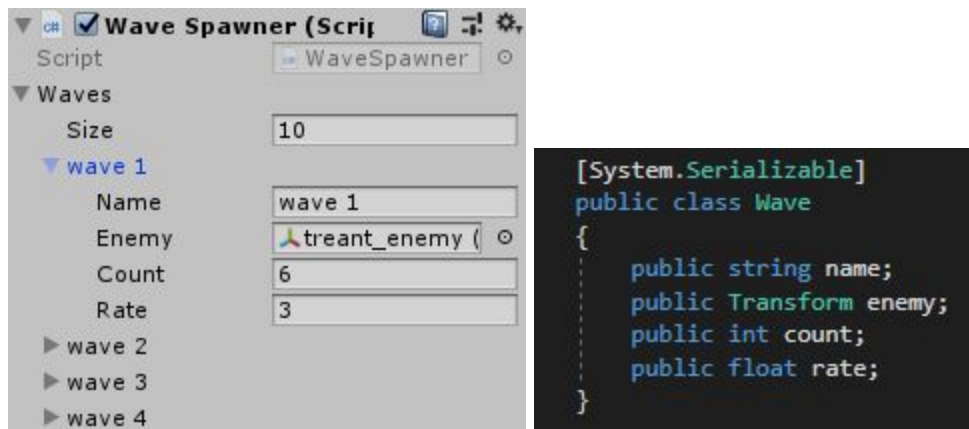 Wave Spawner (Scrip
Script WaveSpawner
Waves
Size 10
wave 1
Name wave 1
Enemy treant_enemy (
Count 6
Rate 3
wave 2
wave 3
wave 4
[System.Serializable]
public class Wave
{
public string name;
public Transform enemy;
public int count;
public float rate;
}